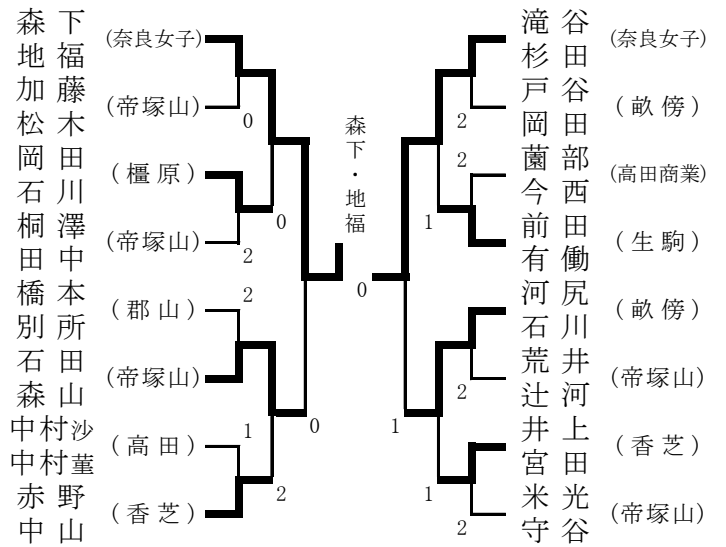 森下
地福
(奈良女子)
加藤
松木
(帝塚山)
0
岡田
石川
(橿原)
桐澤
田中
(帝塚山)
2
0
橋本
別所
(郡山)
2
石田
森山
(帝塚山)
中村沙
中村菫
(高田)
1
赤野
中山
(香芝)
2
0
森下・地福
0
滝谷
杉田
(奈良女子)
戸谷
岡田
(畝傍)
2
薗部
今西
(高田商業)
2
前田
有働
(生駒)
1
河尻
石川
(畝傍)
荒井
辻河
(帝塚山)
2
井上
宮田
(香芝)
米光
守谷
(帝塚山)
2
1
1